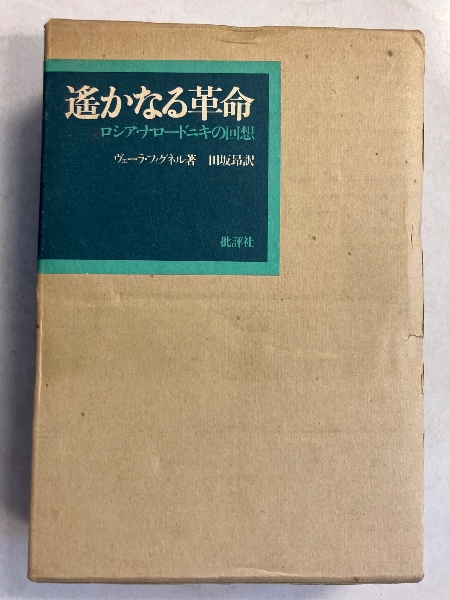 遙かなる革命
ロシア・ナロードニキの回想
ヴェーラ・フィグネル著 田坂昂訳
批評社